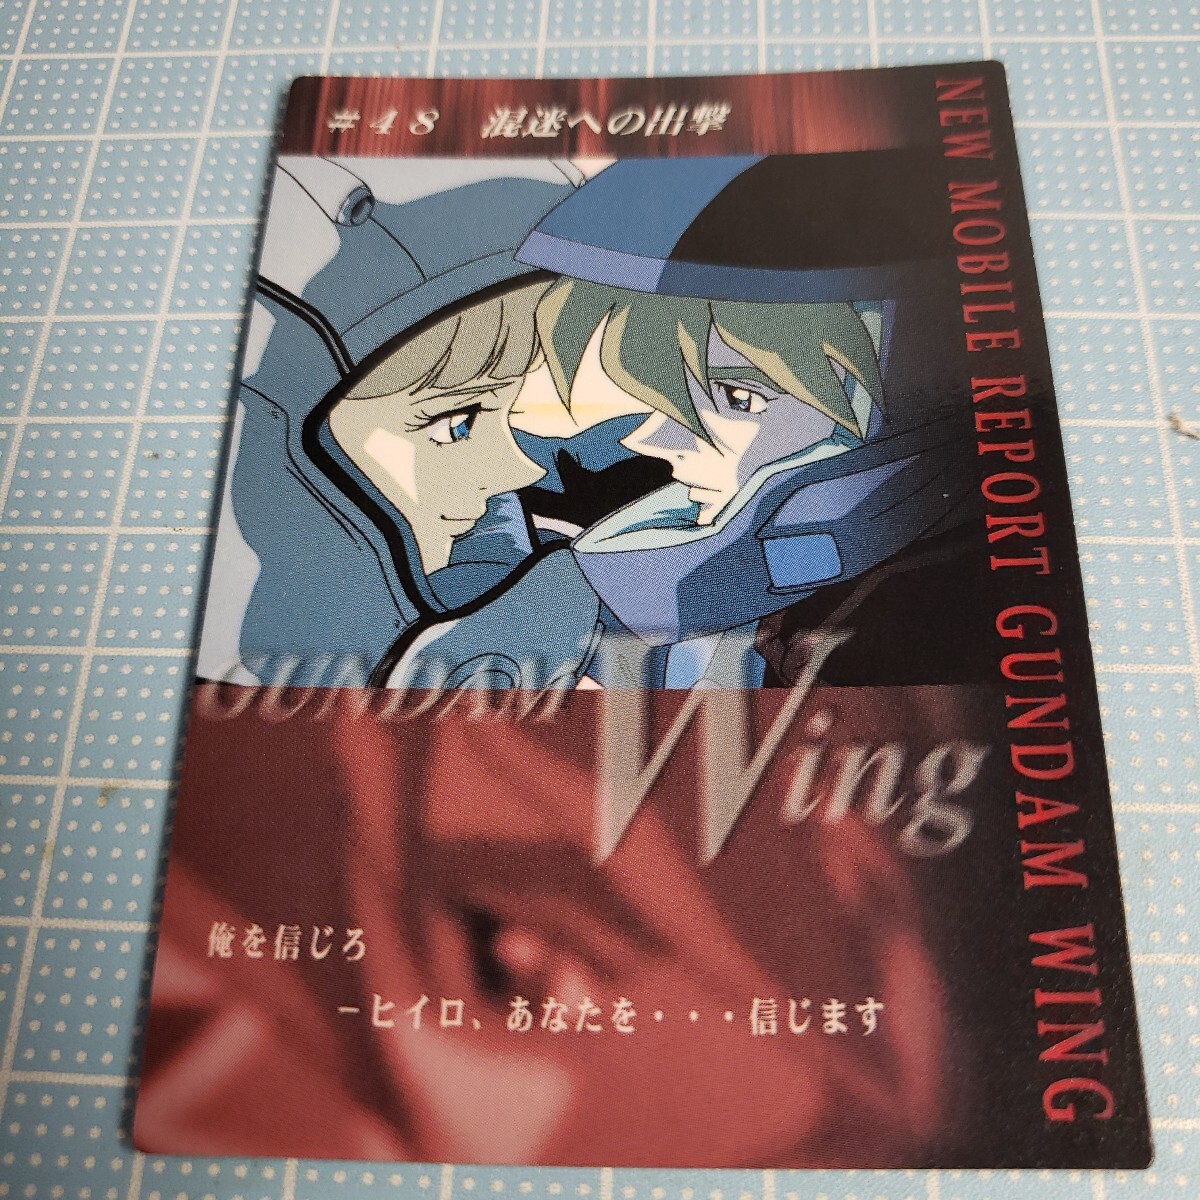 #48 混迷への出撃
NEW MOBILE REPORT GUNDAM WING
GUNDAM Wing
俺を信じろ
－ヒイロ、あなたを・・・信じます